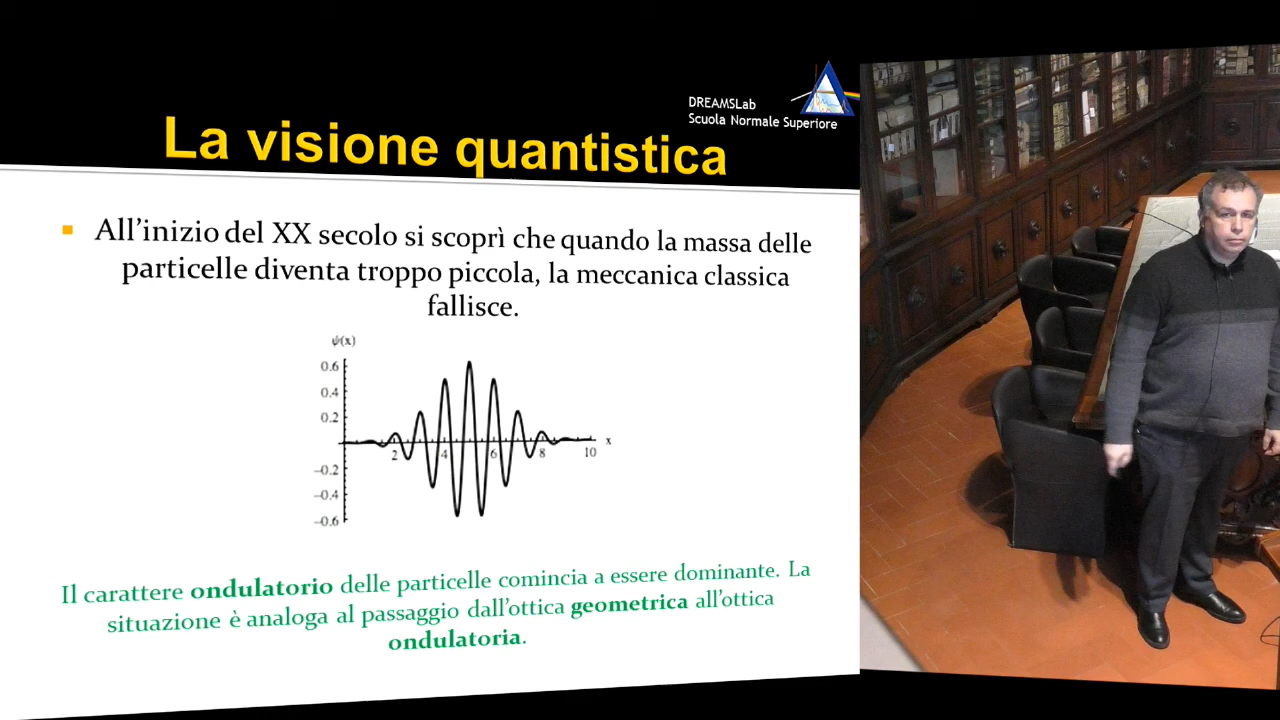 DREAMSLab
Scuola Normale Superiore
La visione quantistica
All'inizio del XX secolo si scoprì che quando la massa delle
particelle diventa troppo piccola, la meccanica classica
fallisce.
ψ(x)
0.6
0.4
0.2
-0.2
-0.4
-0.6
2 4 6 8 10 x
Il carattere ondulatorio delle particelle comincia a essere dominante. La
situazione è analoga al passaggio dall'ottica geometrica all'ottica
ondulatoria.